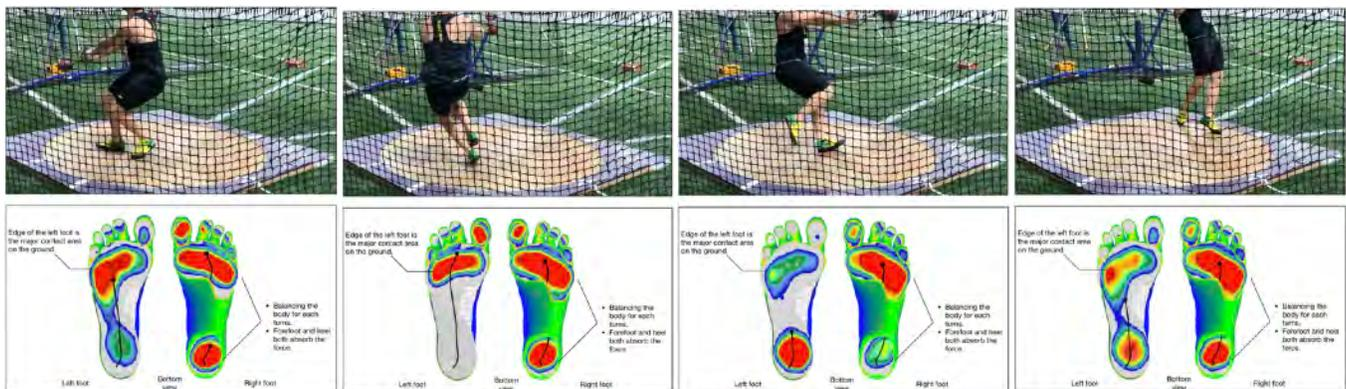 Edge of the left foot is
the major contact area
on the ground.
• Balancing the
body for each
turns.
• Forefoot and heel
both absorb the
force.
Left foot
Bottom
view
Right foot
Edge of the left foot is
the major contact area
on the ground.
• Balancing the
body for each
turns.
• Forefoot and heel
both absorb the
force.
Left foot
Bottom
view
Right foot
Edge of the left foot is
the major contact area
on the ground.
• Balancing the
body for each
turns.
• Forefoot and heel
both absorb the
force.
Left foot
Bottom
view
Right foot
Edge of the left foot is
the major contact area
on the ground.
• Balancing the
body for each
turns.
• Forefoot and heel
both absorb the
force.
Left foot
Bottom
view
Right foot